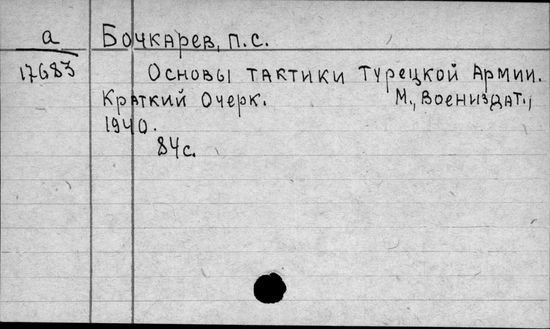 а Бочкарев, П. С.
17683 Основы тактики Турецкой Армии.
Краткий Очерк. М., Воениздат.,
1940.
84с.